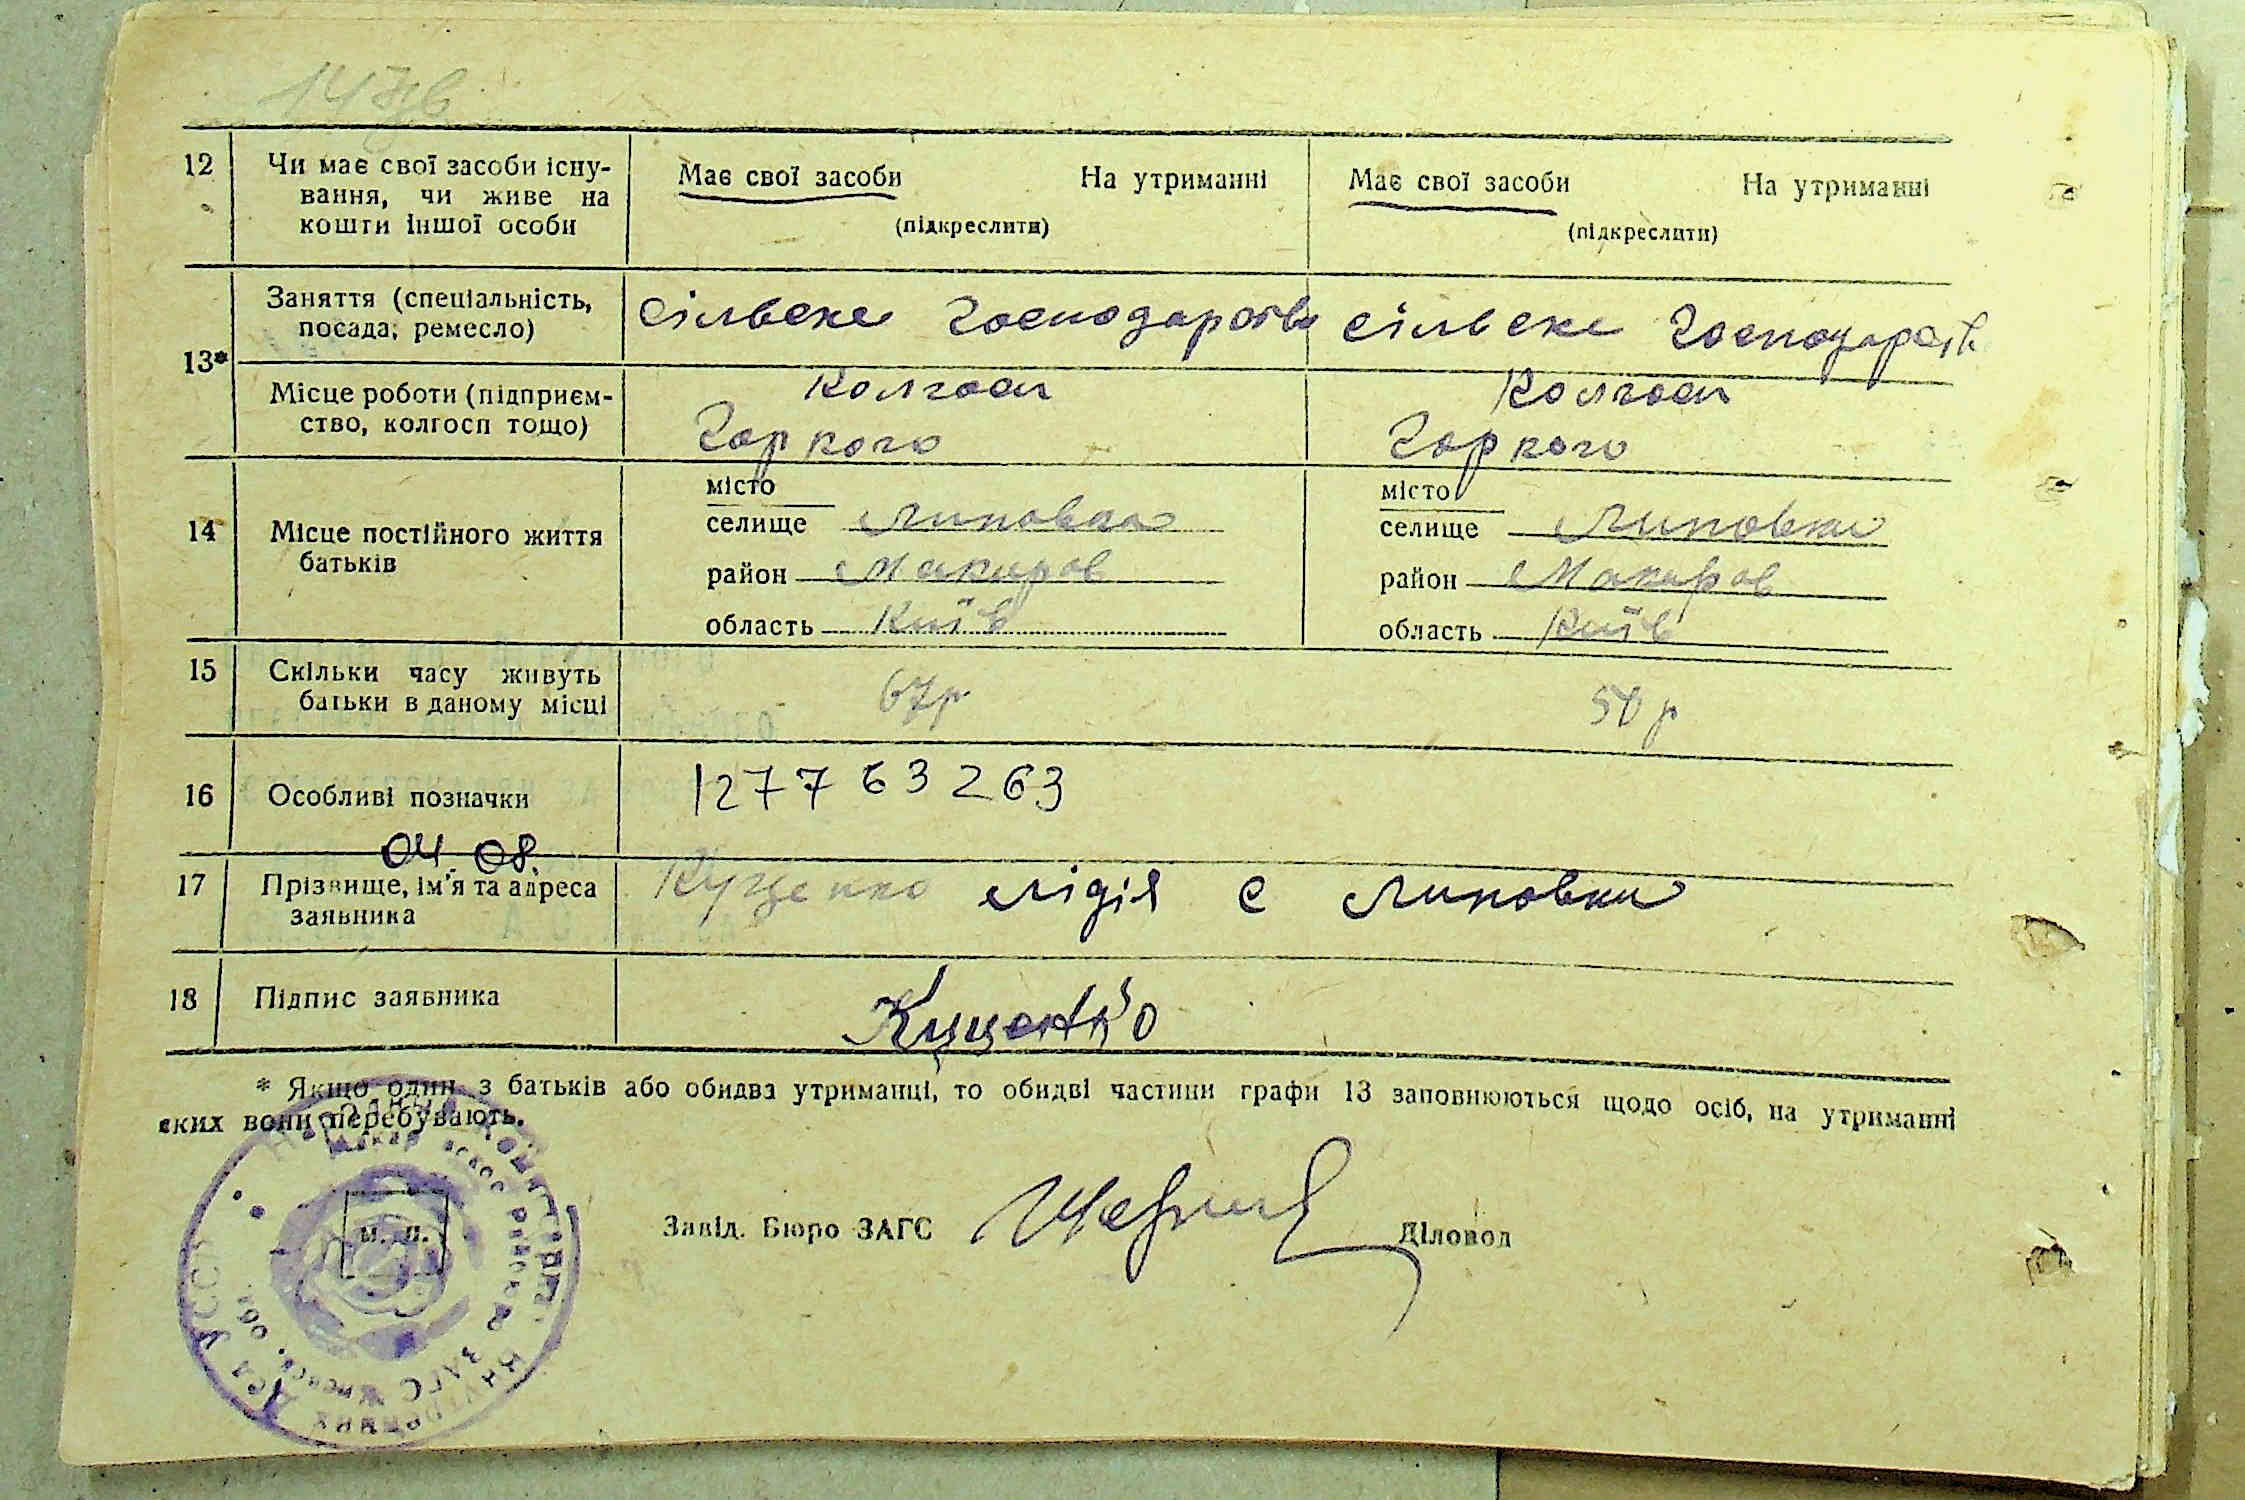 12 Чи має свої засоби існу- Має свої засоби На утриманні Має свої засоби На утриманні
вання, чи живе на
кошти іншої особи (підкреслити) (підкреслити)
13* Заняття (спеціальність, сільське господарство сільське господарств
посада, ремесло)
Місце роботи (підприєм- Колгосп Колгосп
ство, колгосп тощо) Горкого Горкого
місто місто
14 Місце постійного життя селище Липовка селище Липовки
батьків район Макаров район Макаров
область Київ область Київ
15 Скільки часу живуть 67р 50 р
батьки в даному місці
16 Особливі позначки 127763263
04.08.
17 Прізвище, ім'я та адреса Куценко Лідія с Липовки
заявника
18 Підпис заявника Куценко
* Якщо один з батьків або обидва утриманці, то обидві частини графи 13 заповнюються щодо осіб, на утриманні
яких вони перебувають.
м. п. Завід. Бюро ЗАГС Діловод